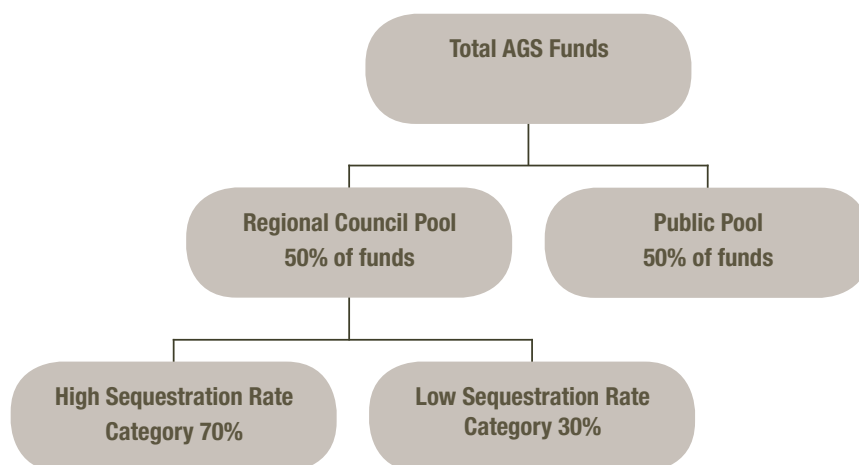 Total AGS Funds
Regional Council Pool
50% of funds
Public Pool
50% of funds
High Sequestration Rate
Category 70%
Low Sequestration Rate
Category 30%